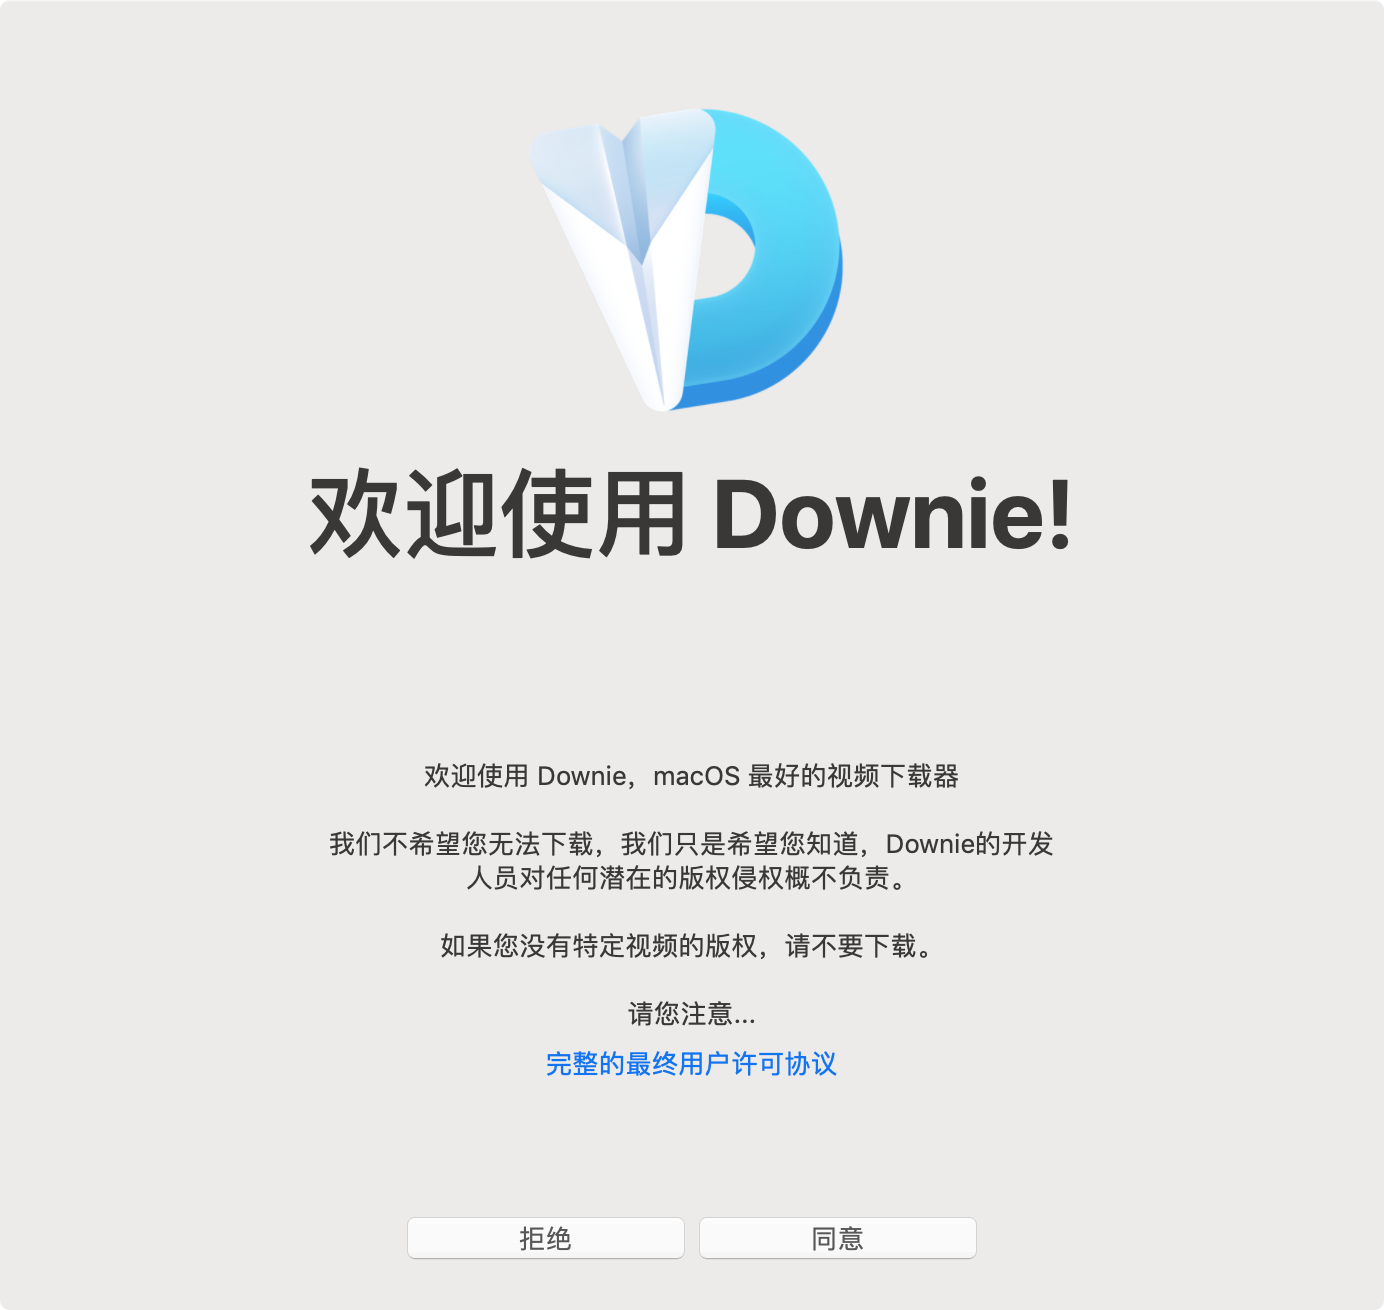 欢迎使用 Downie!
欢迎使用 Downie，macOS 最好的视频下载器
我们不希望您无法下载，我们只是希望您知道，Downie的开发
人员对任何潜在的版权侵权概不负责。
如果您没有特定视频的版权，请不要下载。
请您注意...
完整的最终用户许可协议
拒绝
同意